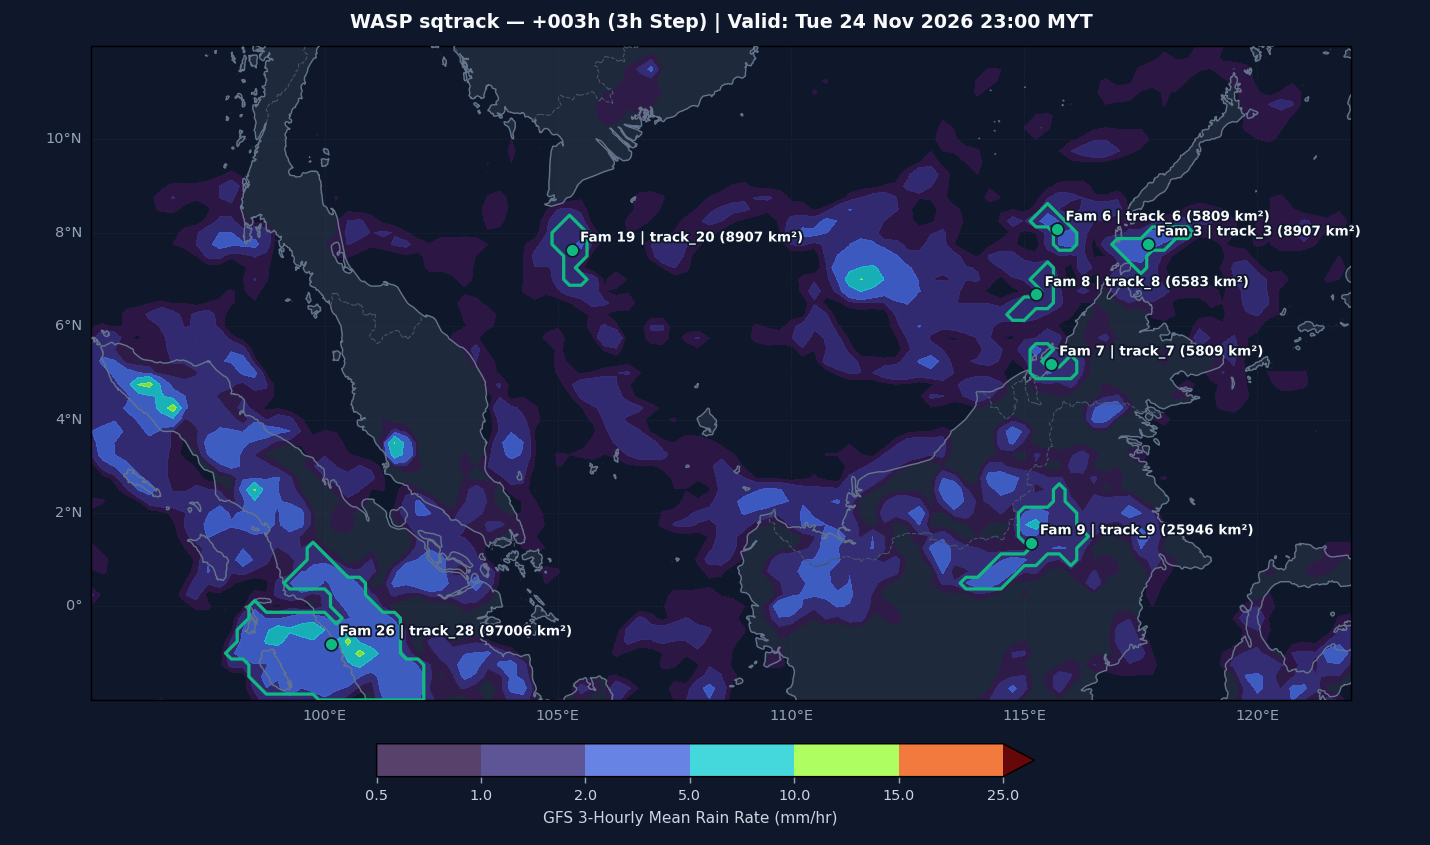 WASP sqtrack — +003h (3h Step) | Valid: Tue 24 Nov 2026 23:00 MYT
10°N
8°N
6°N
4°N
2°N
0°
Fam 6 | track_6 (5809 km²)
Fam 3 | track_3 (8907 km²)
Fam 19 | track_20 (8907 km²)
Fam 8 | track_8 (6583 km²)
Fam 7 | track_7 (5809 km²)
Fam 9 | track_9 (25946 km²)
Fam 26 | track_28 (97006 km²)
100°E 105°E 110°E 115°E 120°E
0.5 1.0 2.0 5.0 10.0 15.0 25.0
GFS 3-Hourly Mean Rain Rate (mm/hr)